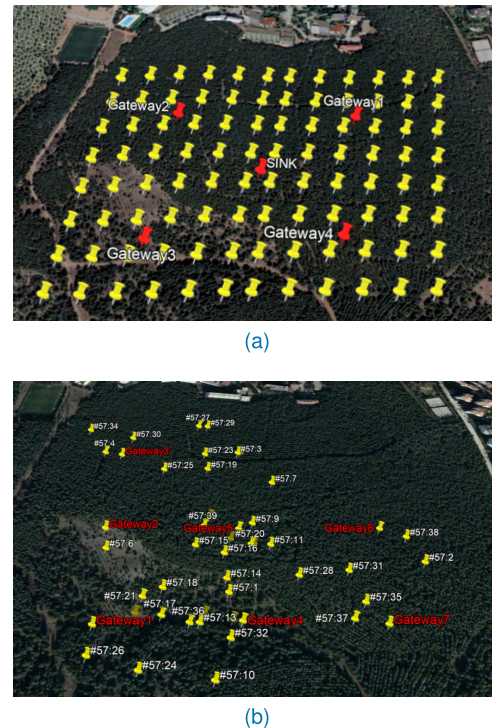 Gateway2
Gateway1
SINK
Gateway4
Gateway3
(a)
#57:27
#57:29
#57:34
#57:30
#57:4
Gateway3
#57:23
#57:3
#57:25
#57:19
#57:7
#57:39
#57:9
Gateway2
Gateway5
Gateway6
#57:20
#57:38
#57:6
#57:15
#57:11
#57:16
#57:2
#57:14
#57:28
#57:31
#57:18
#57:21
#57:1
#57:17
#57:35
#57:36
Gateway1
#57:13
Gateway4
#57:37
Gateway7
#57:32
#57:26
#57:24
#57:10
(b)